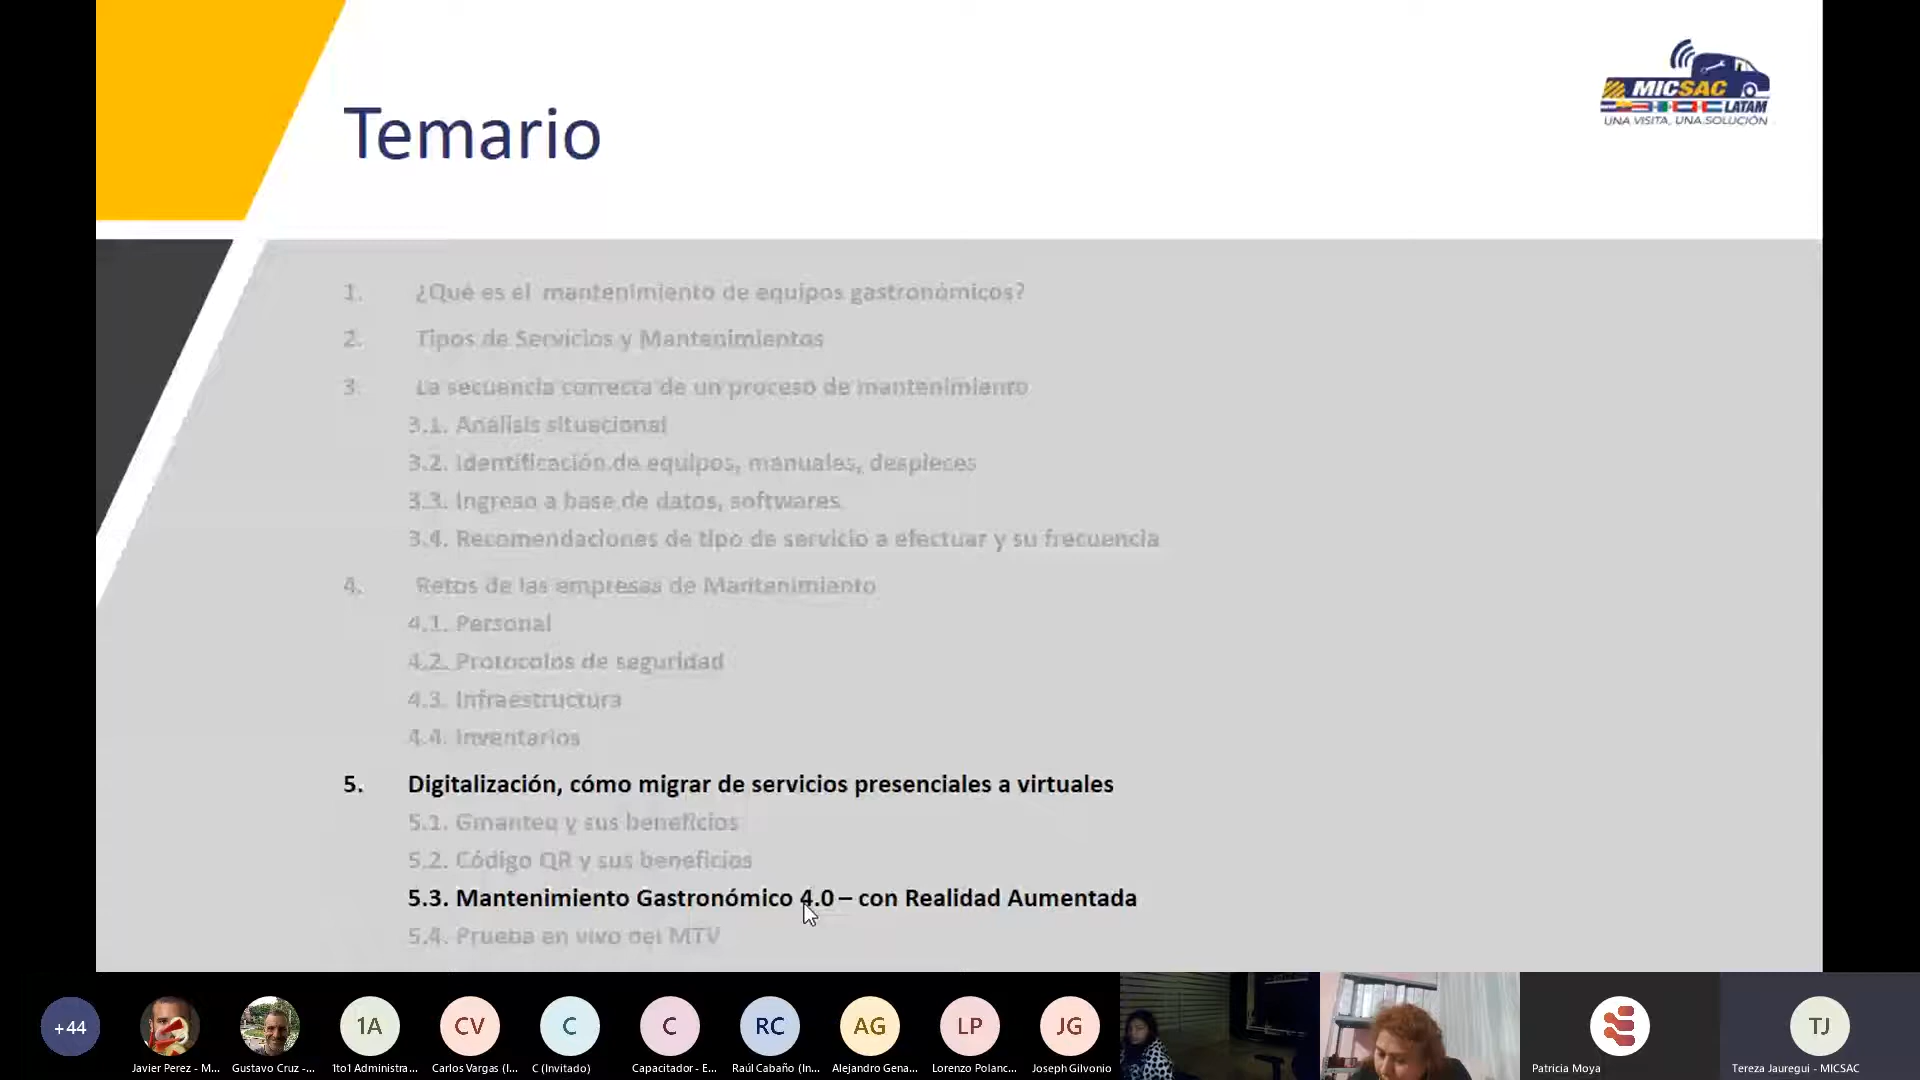 Temario
MICSAC
LATAM
UNA VISITA, UNA SOLUCIÓN
1. ¿Qué es el mantenimiento de equipos gastronómicos?
2. Tipos de Servicios y Mantenimientos
3. La secuencia correcta de un proceso de mantenimiento
3.1. Análisis situacional
3.2. Identificación de equipos, manuales, despieces
3.3. Ingreso a base de datos, softwares.
3.4. Recomendaciones de tipo de servicio a efectuar y su frecuencia
4. Retos de las empresas de Mantenimiento
4.1. Personal
4.2. Protocolos de seguridad
4.3. Infraestructura
4.4. Inventarios
5. Digitalización, cómo migrar de servicios presenciales a virtuales
5.1. Gmanteq y sus beneficios
5.2. Código QR y sus beneficios
5.3. Mantenimiento Gastronómico 4.0 – con Realidad Aumentada
5.4. Prueba en vivo del MTV
+44 1A CV C C RC AG LP JG TJ
Javier Perez - M... Gustavo Cruz -... 1to1 Administra... Carlos Vargas (I... C (Invitado) Capacitador - E... Raúl Cabaño (In... Alejandro Gena... Lorenzo Polanc... Joseph Gilvonio Patricia Moya Tereza Jauregui - MICSAC